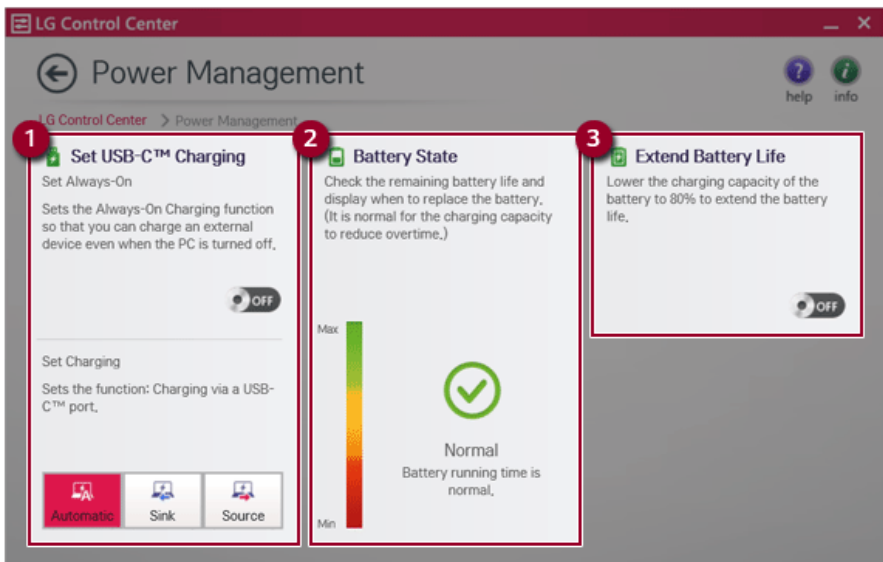 LG Control Center
Power Management
help
info
LG Control Center > Power Management
1
Set USB-C™ Charging
Set Always-On
Sets the Always-On Charging function
so that you can charge an external
device even when the PC is turned off.
OFF
Set Charging
Sets the function: Charging via a USB-
C™ port.
A
Automatic
Sink
Source
2
Battery State
Check the remaining battery life and
display when to replace the battery.
(It is normal for the charging capacity
to reduce overtime.)
Max
Min
Normal
Battery running time is
normal.
3
Extend Battery Life
Lower the charging capacity of the
battery to 80% to extend the battery
life.
OFF